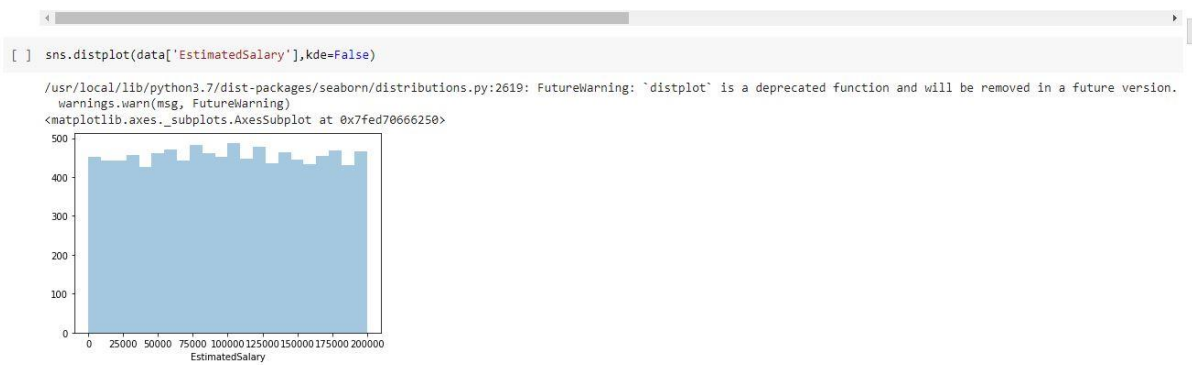 [ ] sns.distplot(data['EstimatedSalary'],kde=False)
/usr/local/lib/python3.7/dist-packages/seaborn/distributions.py:2619: FutureWarning: `distplot` is a deprecated function and will be removed in a future version.
warnings.warn(msg, FutureWarning)
<matplotlib.axes._subplots.AxesSubplot at 0x7fed70666250>
500
400
300
200
100
0
0 25000 50000 75000 100000 125000 150000 175000 200000
EstimatedSalary